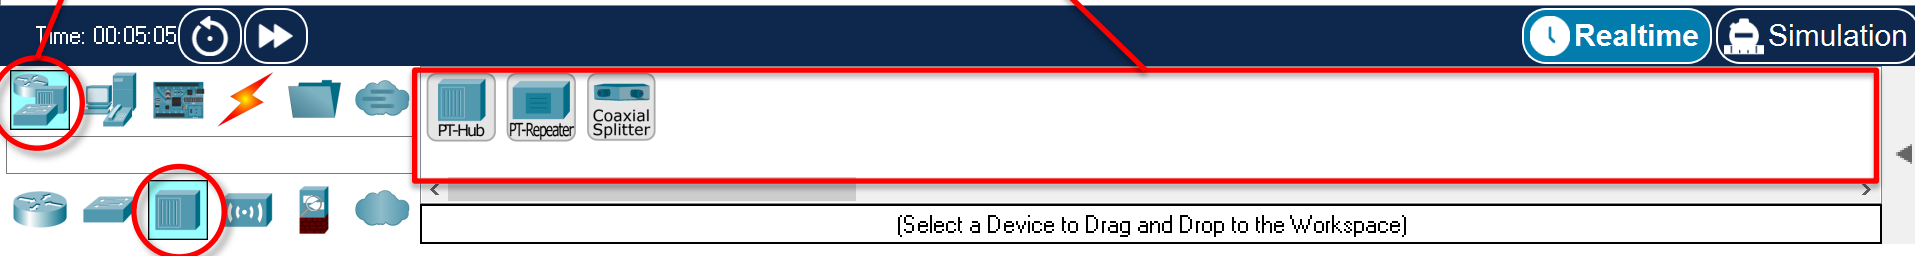 Time: 00:05:05
Realtime
Simulation
PT-Hub
PT-Repeater
Coaxial
Splitter
(Select a Device to Drag and Drop to the Workspace)